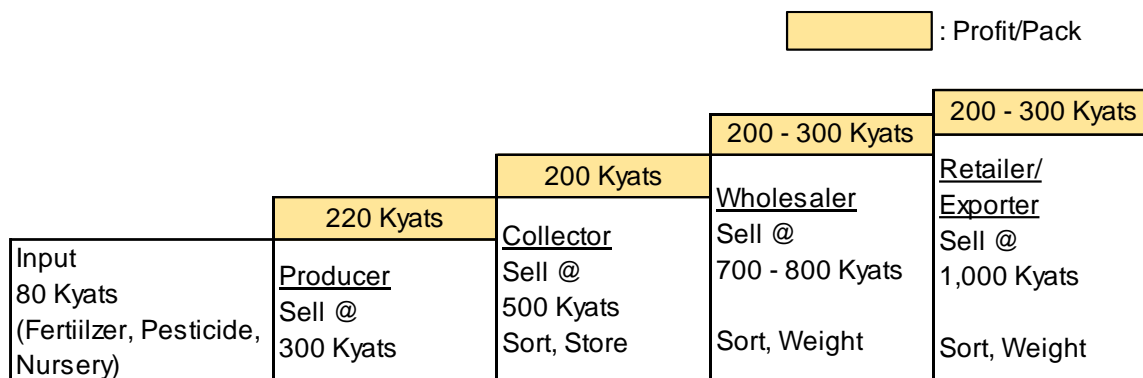 : Profit/Pack
200 - 300 Kyats
200 - 300 Kyats
200 Kyats
220 Kyats
Input
80 Kyats
(Fertiilzer, Pesticide,
Nursery)
Producer
Sell @
300 Kyats
Collector
Sell @
500 Kyats
Sort, Store
Wholesaler
Sell @
700 - 800 Kyats
Sort, Weight
Retailer/
Exporter
Sell @
1,000 Kyats
Sort, Weight